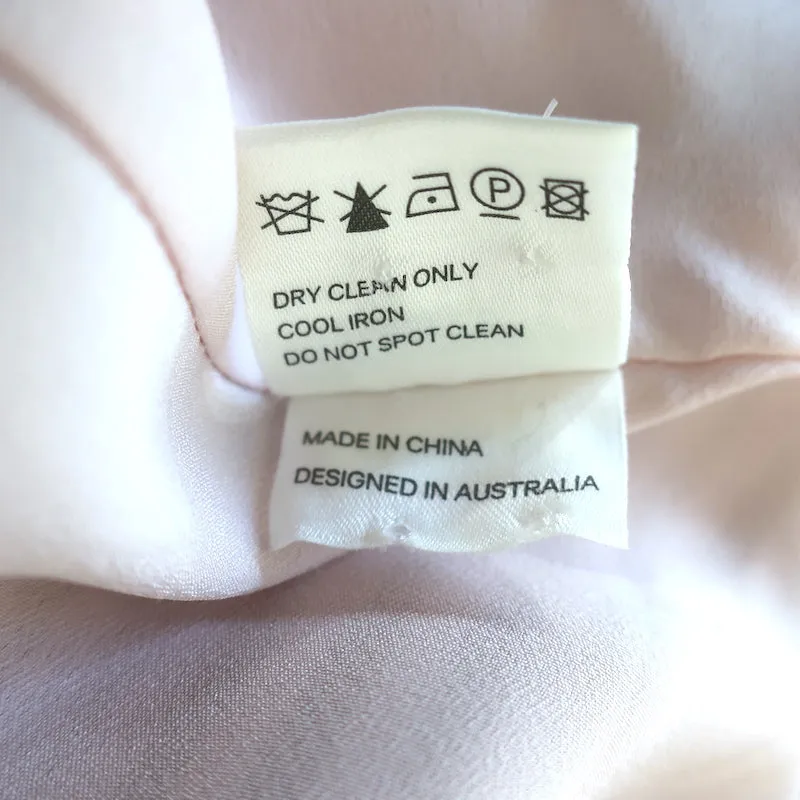 P
DRY CLEAN ONLY
COOL IRON
DO NOT SPOT CLEAN
MADE IN CHINA
DESIGNED IN AUSTRALIA